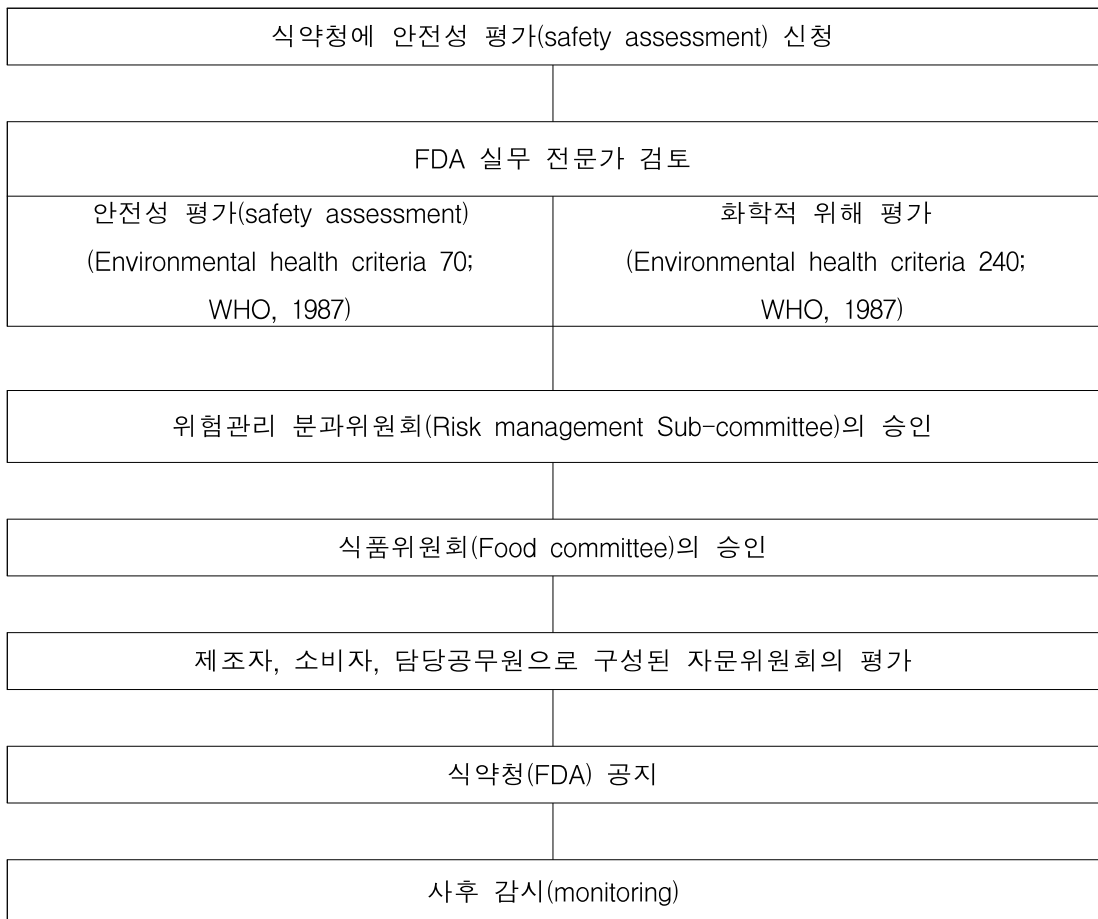 식약청에 안전성 평가(safety assessment) 신청
FDA 실무 전문가 검토
안전성 평가(safety assessment)
(Environmental health criteria 70;
WHO, 1987)
화학적 위해 평가
(Environmental health criteria 240;
WHO, 1987)
위험관리 분과위원회(Risk management Sub-committee)의 승인
식품위원회(Food committee)의 승인
제조자, 소비자, 담당공무원으로 구성된 자문위원회의 평가
식약청(FDA) 공지
사후 감시(monitoring)